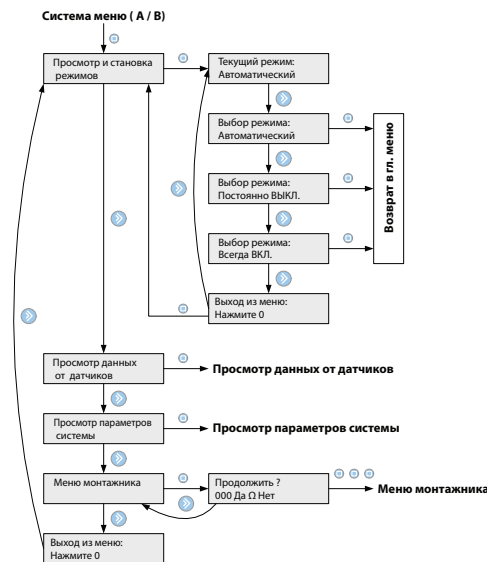 Система меню ( А / В)
Просмотр и становка
режимов
Текущий режим:
Автоматический
Выбор режима:
Автоматический
Выбор режима:
Постоянно ВЫКЛ.
Выбор режима:
Всегда ВКЛ.
Выход из меню:
Нажмите 0
Возврат в гл. меню
Просмотр данных
от датчиков
Просмотр данных от датчиков
Просмотр параметров
системы
Просмотр параметров системы
Меню монтажника
Продолжить ?
000 Да Ω Нет
Меню монтажника
Выход из меню:
Нажмите 0